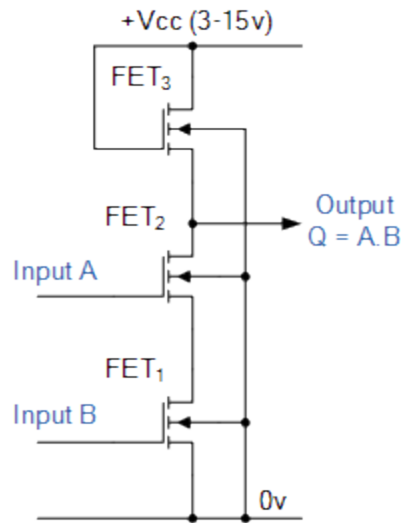 +Vcc (3-15v)
FET₃
FET₂
Output
Q = A.B
Input A
FET₁
Input B
0v